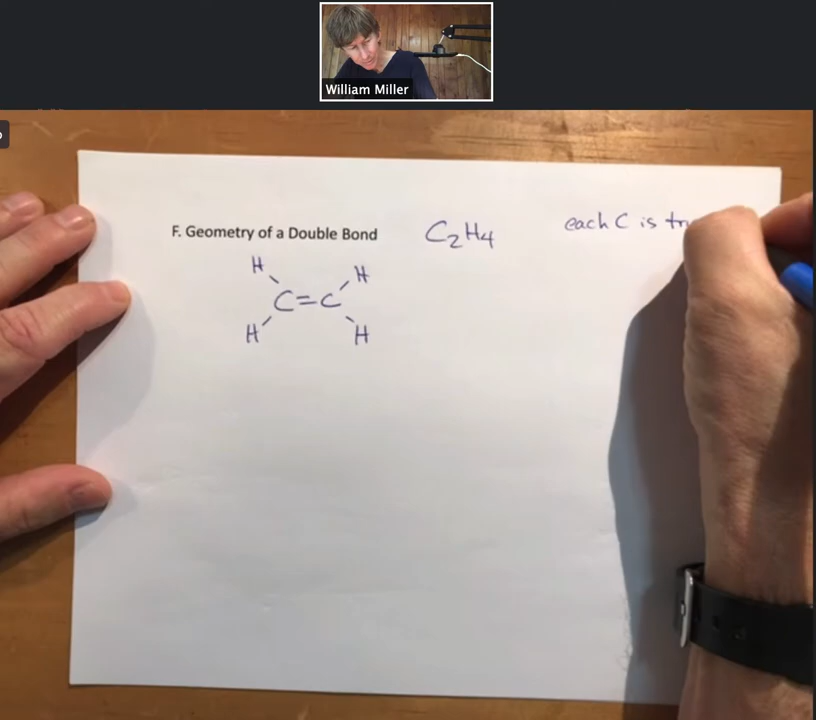 William Miller
F. Geometry of a Double Bond C₂H₄ each C is
H H
C=C
H H